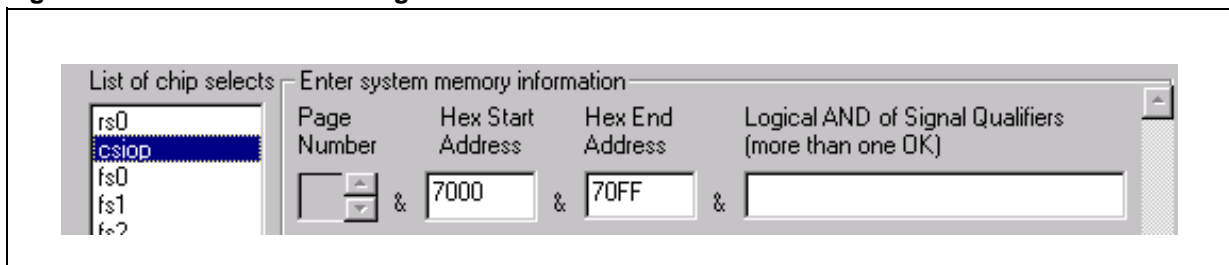 List of chip selects
Enter system memory information
rs0
csiop
fs0
fs1
fs2
Page Number
Hex Start Address
Hex End Address
Logical AND of Signal Qualifiers
(more than one OK)
& 7000 & 70FF &